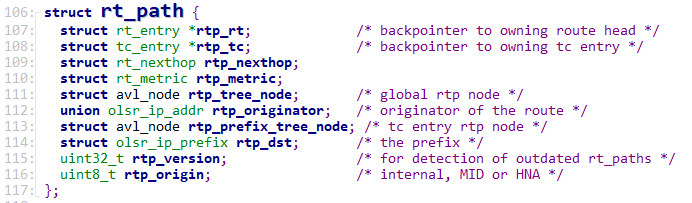 106: struct rt_path {
107: struct rt_entry *rtp_rt; /* backpointer to owning route head */
108: struct tc_entry *rtp_tc; /* backpointer to owning tc entry */
109: struct rt_nexthop rtp_nexthop;
110: struct rt_metric rtp_metric;
111: struct avl_node rtp_tree_node; /* global rtp node */
112: union olsr_ip_addr rtp_originator; /* originator of the route */
113: struct avl_node rtp_prefix_tree_node; /* tc entry rtp node */
114: struct olsr_ip_prefix rtp_dst; /* the prefix */
115: uint32_t rtp_version; /* for detection of outdated rt_paths */
116: uint8_t rtp_origin; /* internal, MID or HNA */
117: };